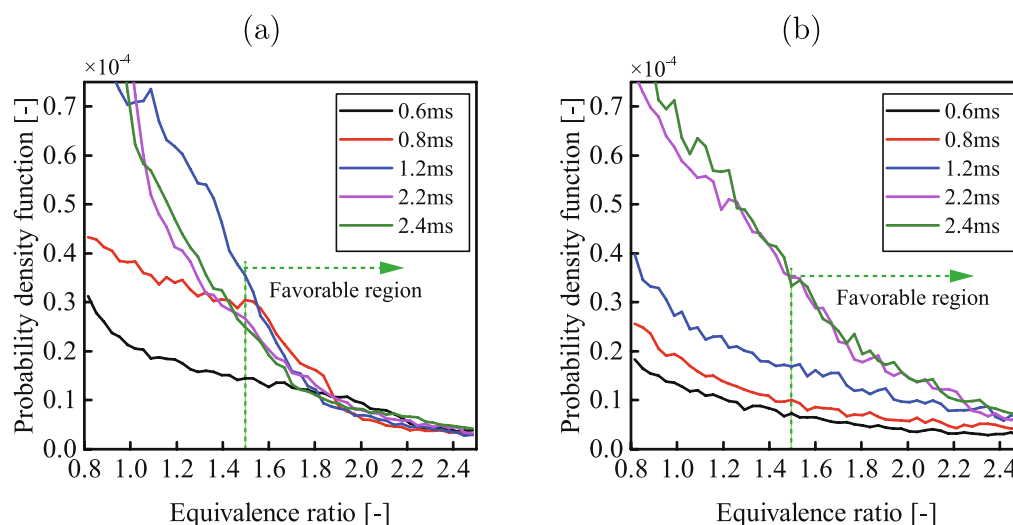 (a)
×10⁻⁴
Probability density function [-]
0.7
0.6
0.5
0.4
0.3
0.2
0.1
0.0
0.6ms
0.8ms
1.2ms
2.2ms
2.4ms
Favorable region
0.8 1.0 1.2 1.4 1.6 1.8 2.0 2.2 2.4
Equivalence ratio [-]
(b)
×10⁻⁴
Probability density function [-]
0.7
0.6
0.5
0.4
0.3
0.2
0.1
0.0
0.6ms
0.8ms
1.2ms
2.2ms
2.4ms
Favorable region
0.8 1.0 1.2 1.4 1.6 1.8 2.0 2.2 2.4
Equivalence ratio [-]